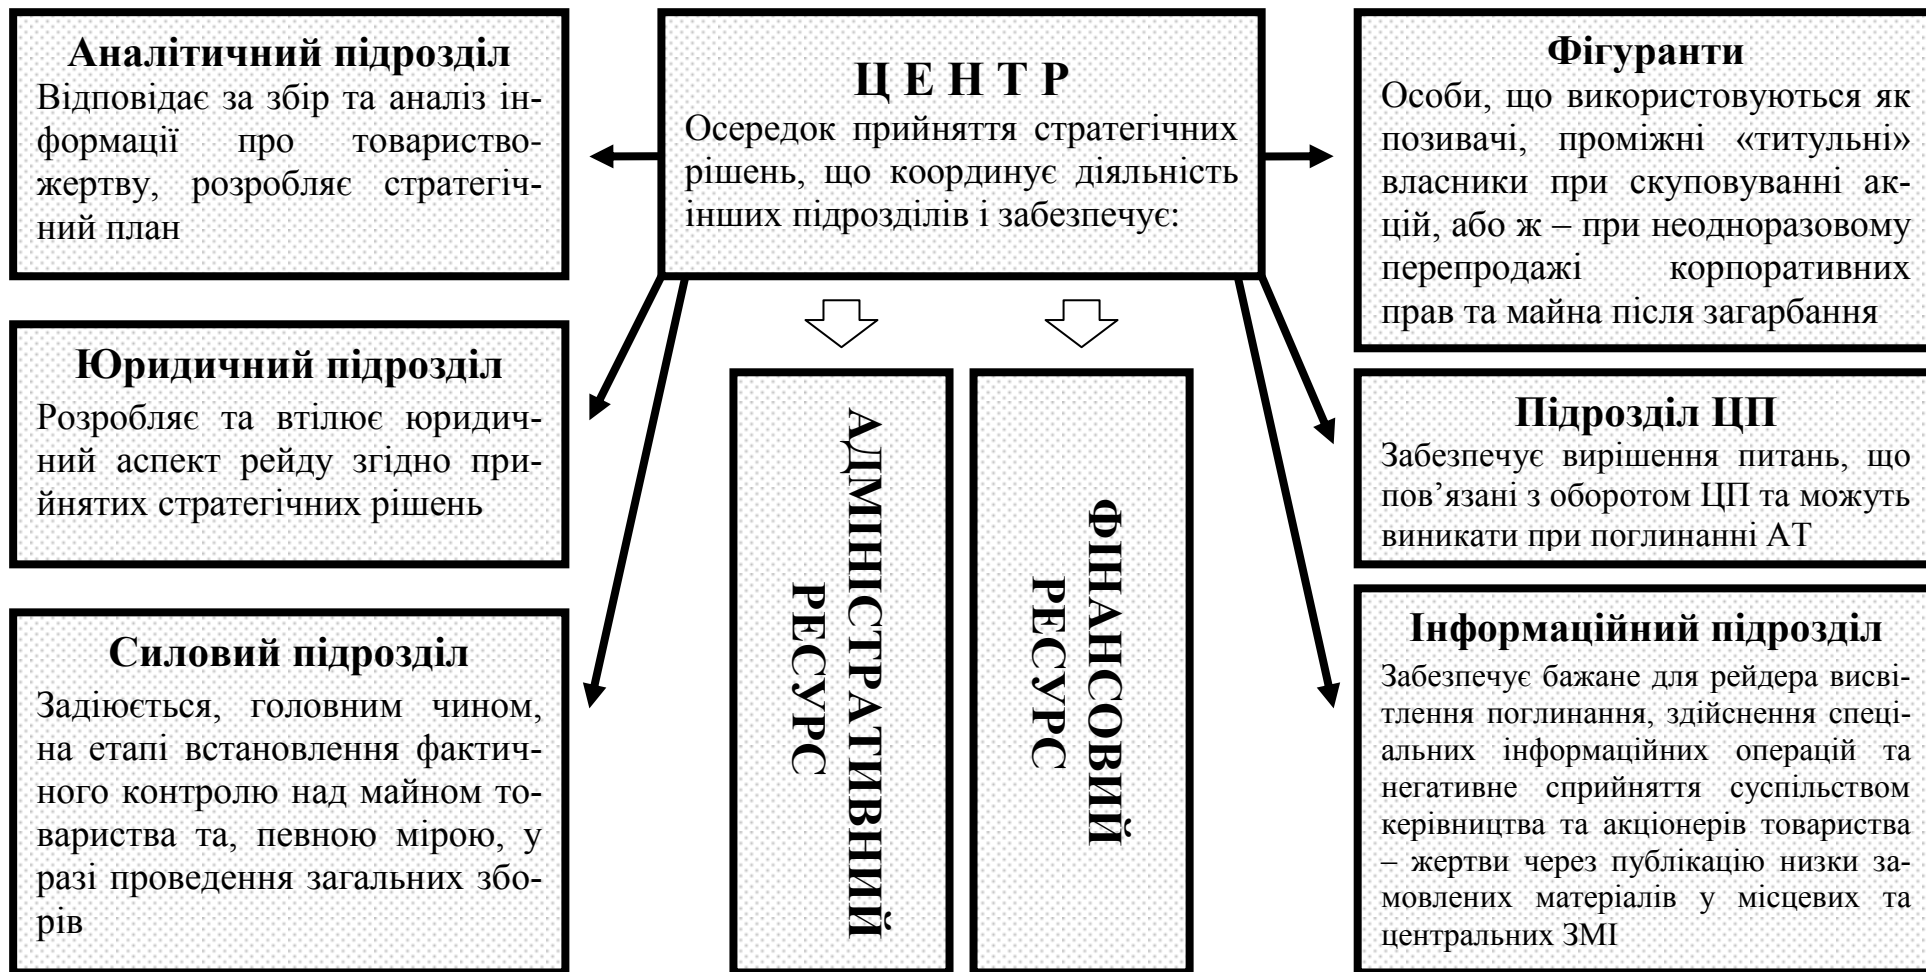 Аналітичний підрозділ
Відповідає за збір та аналіз ін-
формації про товариство-
жертву, розробляє стратегіч-
ний план
Ц Е Н Т Р
Осередок прийняття стратегічних
рішень, що координує діяльність
інших підрозділів і забезпечує:
Фігуранти
Особи, що використовуються як
позивачі, проміжні «титульні»
власники при скуповуванні ак-
цій, або ж – при неодноразовому
перепродажі корпоративних
прав та майна після загарбання
Юридичний підрозділ
Розробляє та втілює юридич-
ний аспект рейду згідно при-
йнятих стратегічних рішень
АДМІНІСТРАТИВНИЙ
РЕСУРС
ФІНАНСОВИЙ
РЕСУРС
Підрозділ ЦП
Забезпечує вирішення питань, що
пов’язані з оборотом ЦП та можуть
виникати при поглинанні АТ
Силовий підрозділ
Задіюється, головним чином,
на етапі встановлення фактич-
ного контролю над майном то-
вариства та, певною мірою, у
разі проведення загальних збо-
рів
Інформаційний підрозділ
Забезпечує бажане для рейдера висві-
тлення поглинання, здійснення спеці-
альних інформаційних операцій та
негативне сприйняття суспільством
керівництва та акціонерів товариства
– жертви через публікацію низки за-
мовлених матеріалів у місцевих та
центральних ЗМІ